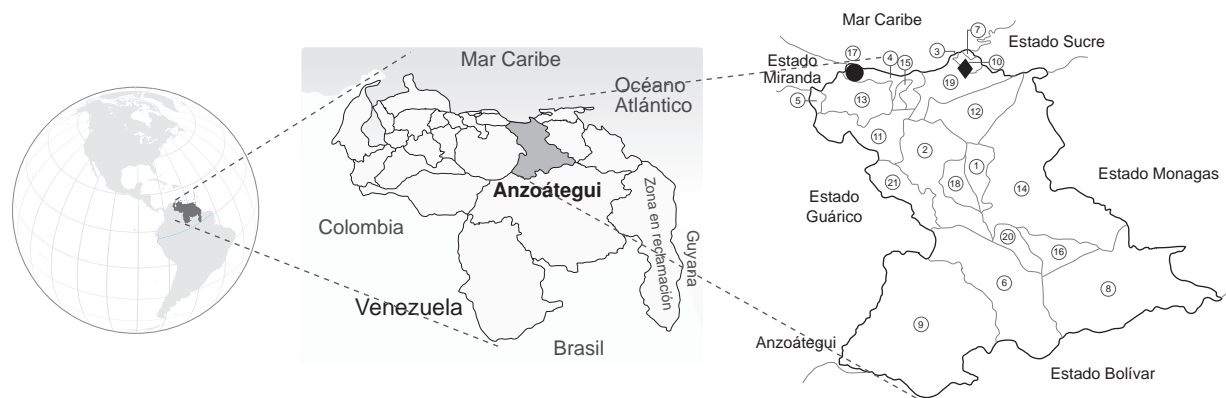 Mar Caribe
Océano
Atlántico
Anzoátegui
Colombia
Venezuela
Brasil
Guyana
Zona en reclamación
Mar Caribe
Estado Sucre
Estado
Miranda
Estado Monagas
Estado
Guárico
Anzoátegui
Estado Bolívar
7
3
10
17
4
15
19
5
13
12
11
2
1
21
18
14
20
16
6
8
9